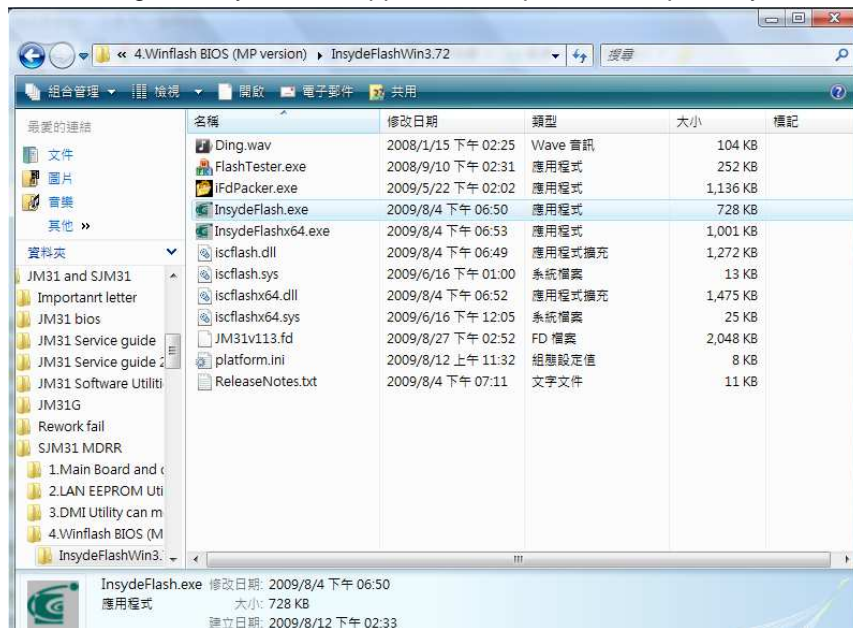 « 4.Winflash BIOS (MP version) ▸ InsydeFlashWin3.72 搜尋
組合管理 檢視 開啟 電子郵件 共用
最愛的連結
文件
圖片
音樂
其他 »
資料夾
JM31 and SJM31
Importanrt letter
JM31 bios
JM31 Service guide
JM31 Service guide 2
JM31 Software Utiliti
JM31G
Rework fail
SJM31 MDRR
1.Main Board and
2.LAN EEPROM Uti
3.DMI Utility can m
4.Winflash BIOS (M
InsydeFlashWin3.
名稱 修改日期 類型 大小 標記
Ding.wav 2008/1/15 下午 02:25 Wave 音訊 104 KB
FlashTester.exe 2008/9/10 下午 02:31 應用程式 252 KB
iFdPacker.exe 2009/5/22 下午 02:02 應用程式 1,136 KB
InsydeFlash.exe 2009/8/4 下午 06:50 應用程式 728 KB
InsydeFlashx64.exe 2009/8/4 下午 06:53 應用程式 1,001 KB
iscflash.dll 2009/8/4 下午 06:49 應用程式擴充 1,272 KB
iscflash.sys 2009/6/16 下午 01:00 系統檔案 13 KB
iscflashx64.dll 2009/8/4 下午 06:52 應用程式擴充 1,475 KB
iscflashx64.sys 2009/6/16 下午 12:05 系統檔案 25 KB
JM31v113.fd 2009/8/27 下午 02:52 FD 檔案 2,048 KB
platform.ini 2009/8/12 上午 11:32 組態設定值 8 KB
ReleaseNotes.txt 2009/8/4 下午 07:11 文字文件 11 KB
InsydeFlash.exe 修改日期: 2009/8/4 下午 06:50
應用程式 大小: 728 KB
建立日期: 2009/8/12 下午 02:33